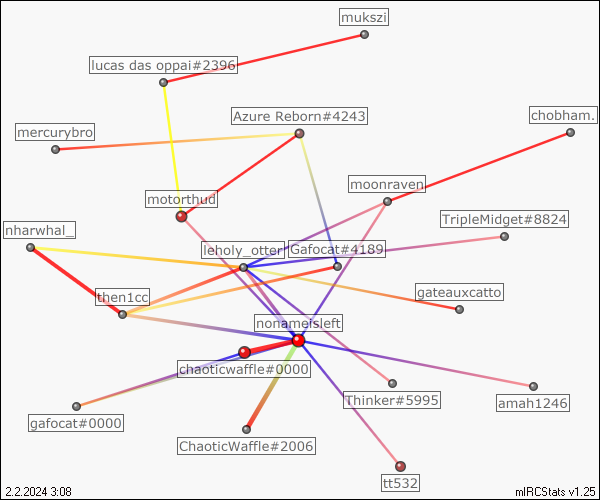 mukszi
lucas das oppai#2396
Azure Reborn#4243
chobham.
mercurybro
moonraven
motorthud
TripleMidget#8824
nharwhal_
leholy_otter
Gafocat#4189
gateauxcatto
then1cc
nonameisleft
chaoticwaffle#0000
Thinker#5995
amah1246
gafocat#0000
ChaoticWaffle#2006
tt532
2.2.2024 3:08
mIRCStats v1.25